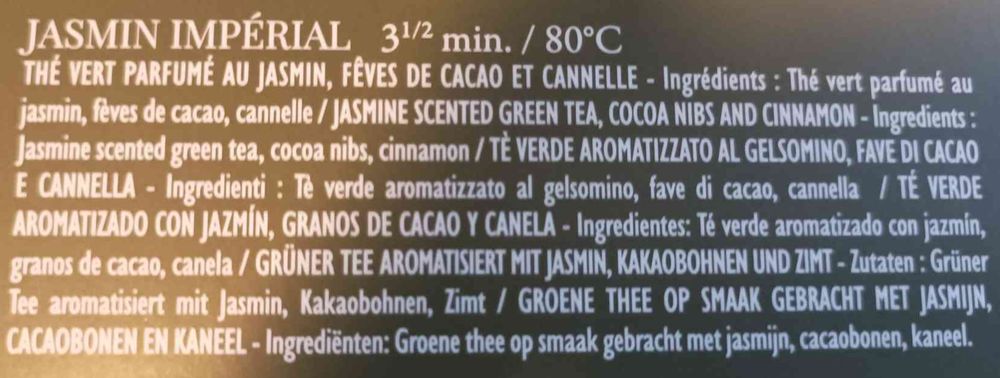 JASMIN IMPÉRIAL 3 1/2 min. / 80°C
THÉ VERT PARFUMÉ AU JASMIN, FÊVES DE CACAO ET CANNELLE - Ingrédients : Thé vert parfumé au
jasmin, fèves de cacao, cannelle / JASMINE SCENTED GREEN TEA, COCOA NIBS AND CINNAMON - Ingredients :
Jasmine scented green tea, cocoa nibs, cinnamon / TÈ VERDE AROMATIZZATO AL GELSOMINO, FAVE DI CACAO
E CANNELLA - Ingredienti : Tè verde aromatizzato al gelsomino, fave di cacao, cannella / TÉ VERDE
AROMATIZADO CON JAZMÍN, GRANOS DE CACAO Y CANELA - Ingredientes: Té verde aromatizado con jazmín,
granos de cacao, canela / GRÜNER TEE AROMATISIERT MIT JASMIN, KAKAOBOHNEN UND ZIMT - Zutaten : Grüner
Tee aromatisiert mit Jasmin, Kakaobohnen, Zimt / GROENE THEE OP SMAAK GEBRACHT MET JASMIJN,
CACAOBONEN EN KANEEL - Ingrediënten: Groene thee op smaak gebracht met jasmijn, cacaobonen, kaneel.